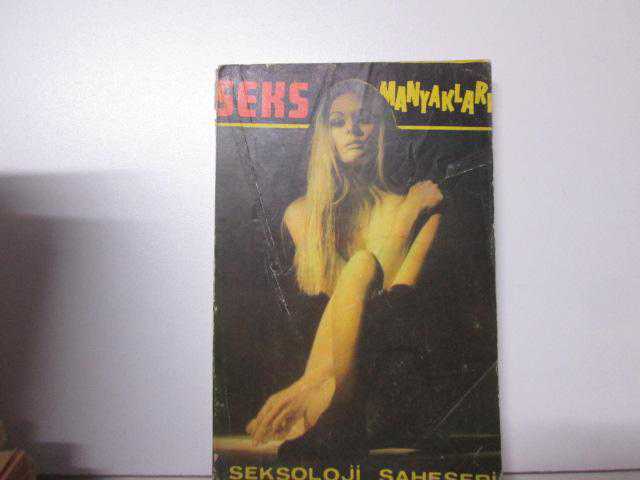 SEKS MANYAKLARI
SEKSOLOJİ ŞAHESERİ